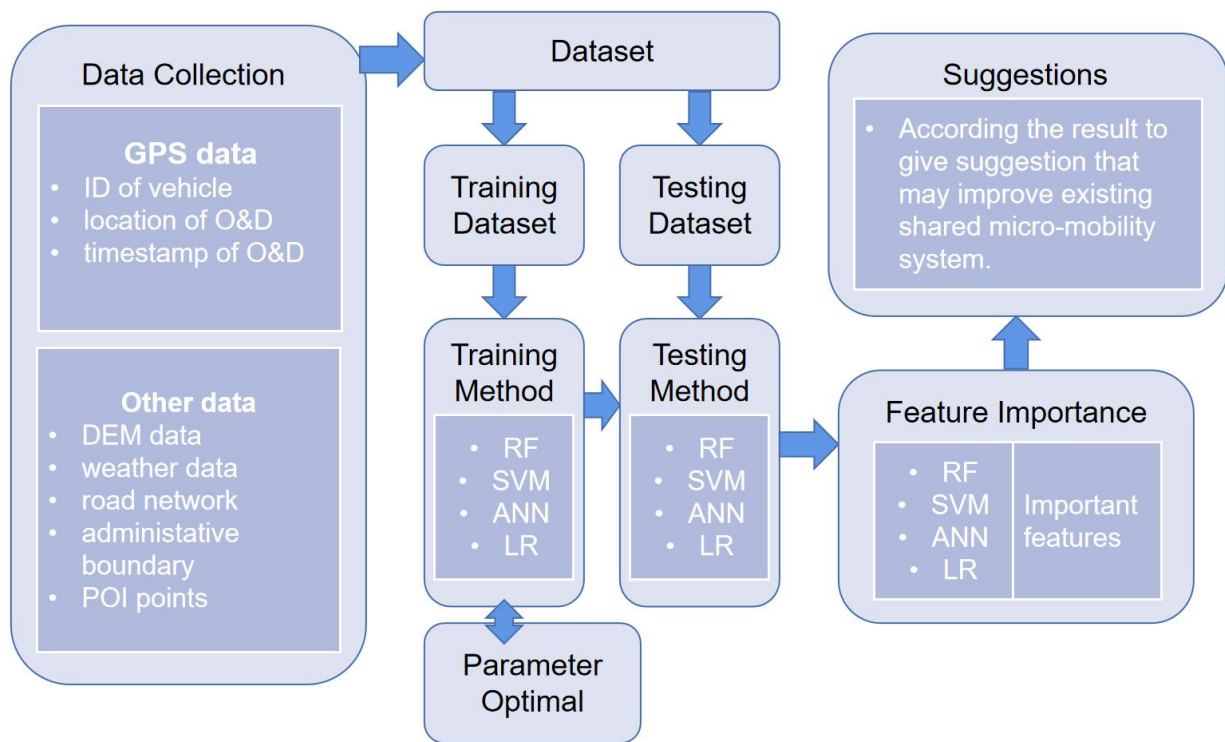 Data Collection
GPS data
• ID of vehicle
• location of O&D
• timestamp of O&D
Other data
• DEM data
• weather data
• road network
• administative
boundary
• POI points
Dataset
Training
Dataset
Testing
Dataset
Training
Method
• RF
• SVM
• ANN
• LR
Testing
Method
• RF
• SVM
• ANN
• LR
Parameter
Optimal
Suggestions
• According the result to
give suggestion that
may improve existing
shared micro-mobility
system.
Feature Importance
• RF
• SVM
• ANN
• LR
Important
features